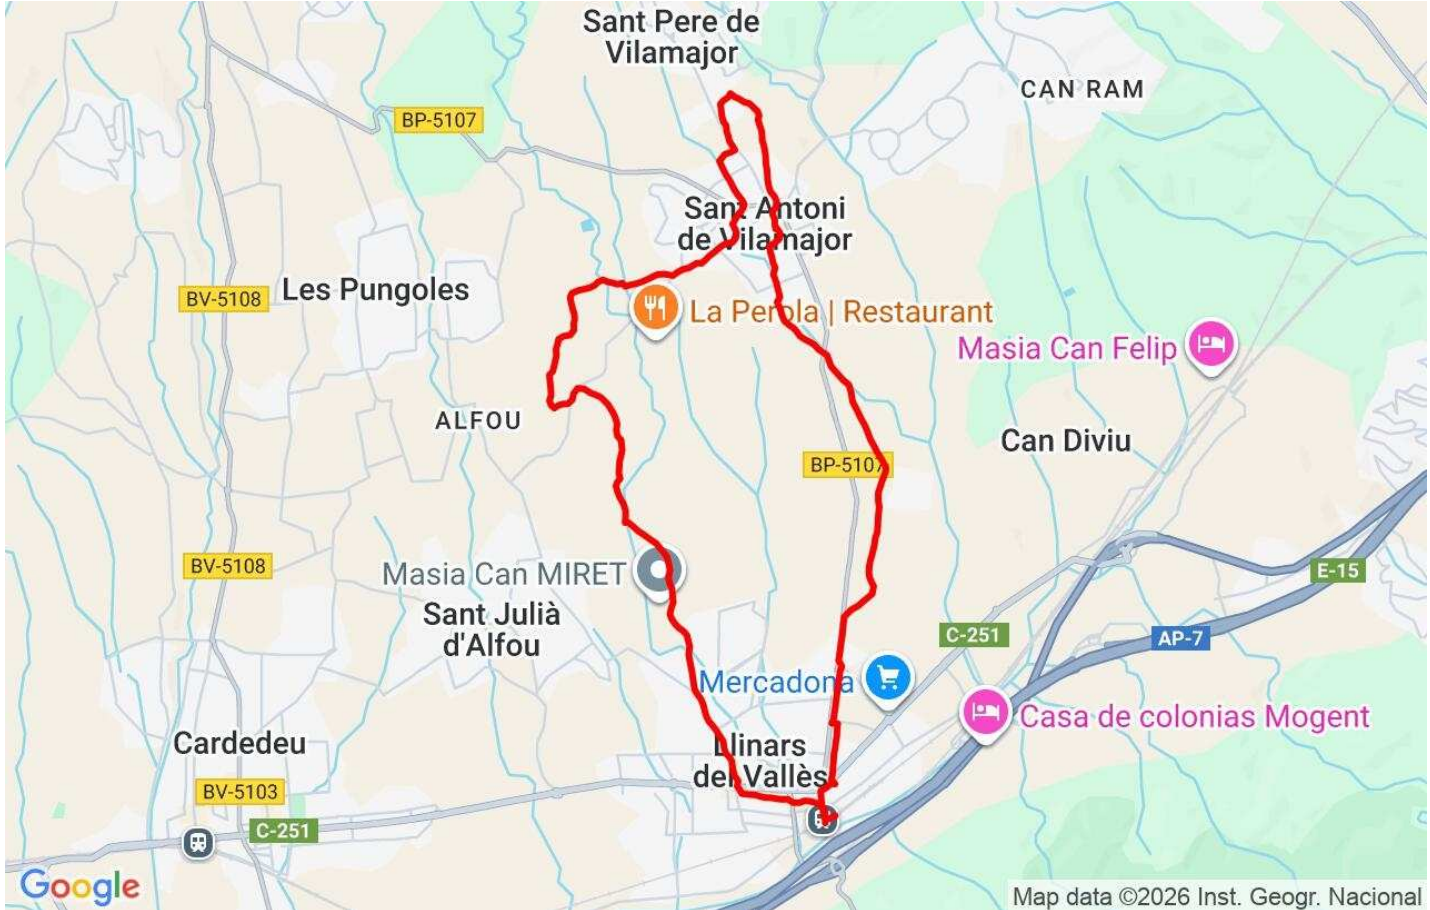 Sant Pere de
Vilamajor
CAN RAM
BP-5107
Sant Antoni
de Vilamajor
Les Pungoles
BV-5108
La Perola | Restaurant
Masia Can Felip
ALFOU
Can Diviu
BP-5107
BV-5108
Masia Can MIRET
E-15
Sant Julià
d'Alfou
C-251
AP-7
Mercadona
Casa de colonias Mogent
Cardedeu
Llinars
del Vallès
BV-5103
C-251
Google
Map data ©2026 Inst. Geogr. Nacional